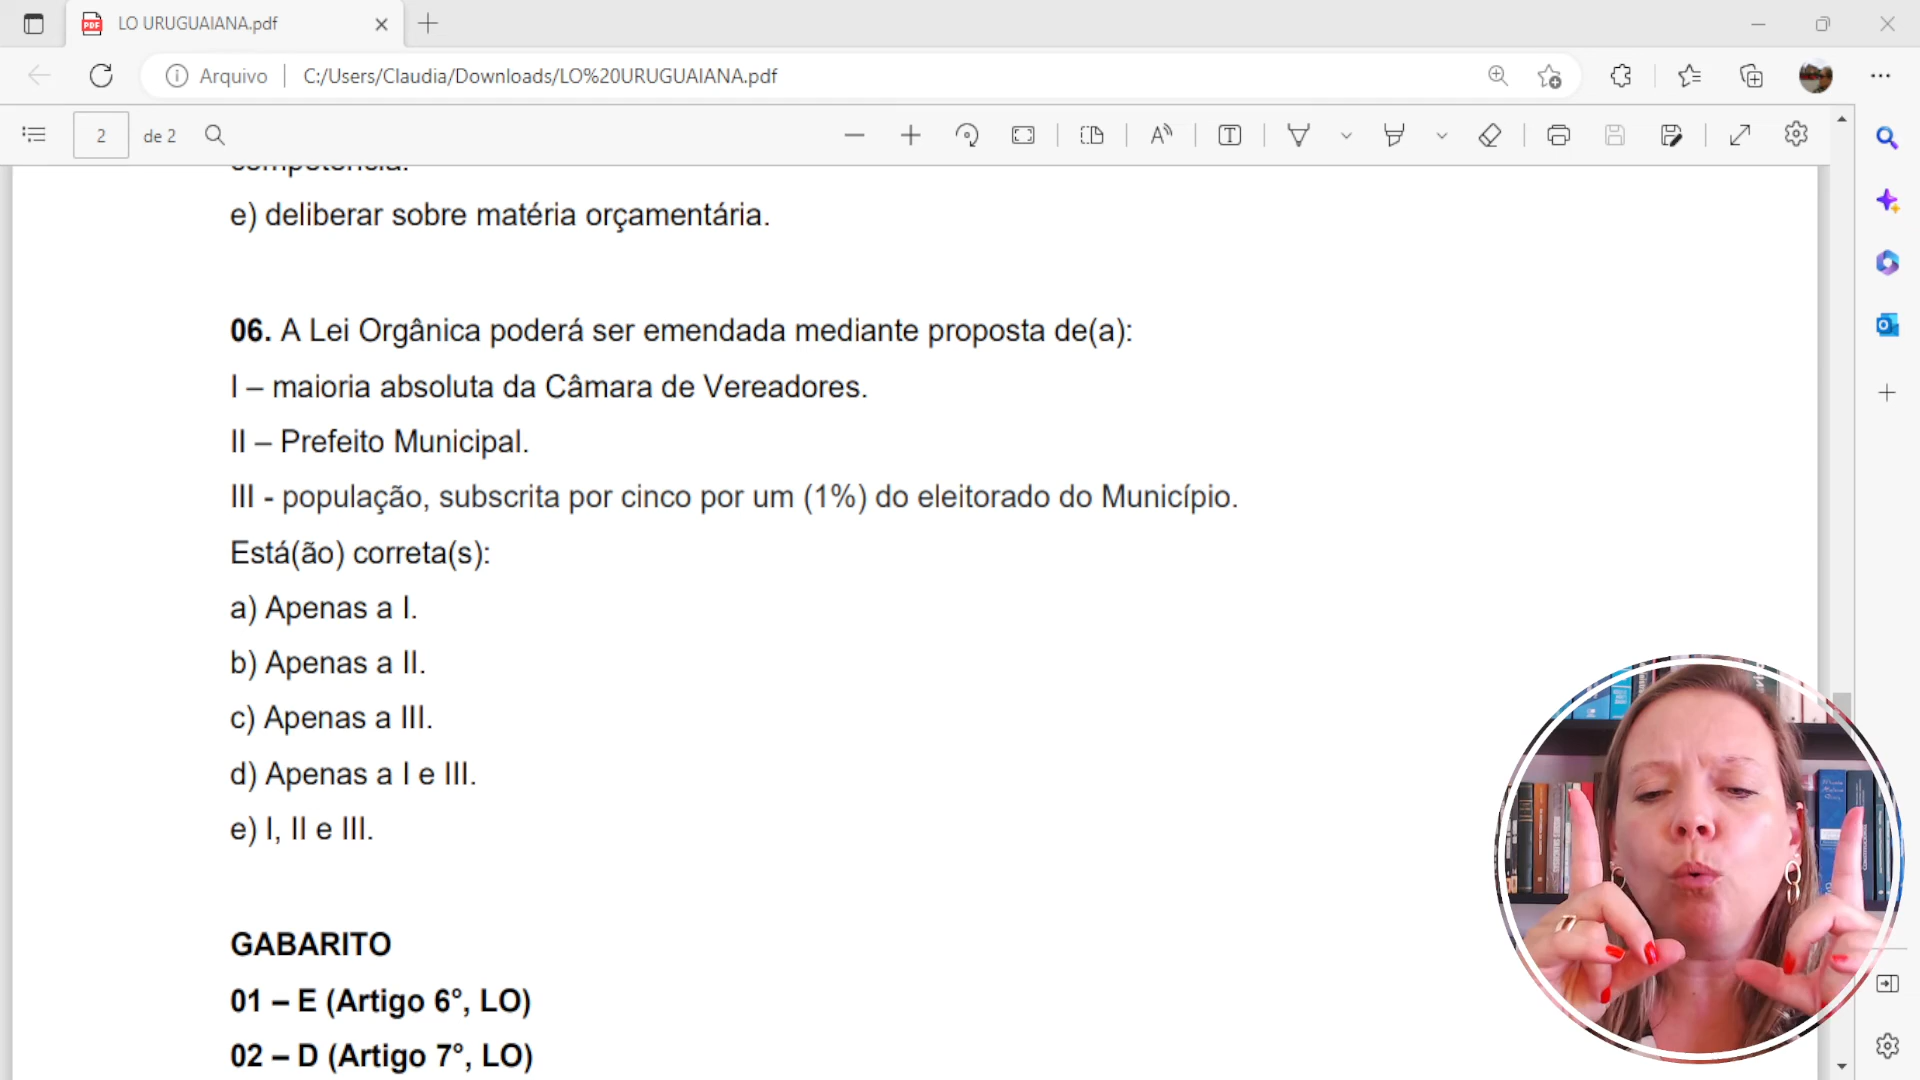 LO URUGUAIANA.pdf
Arquivo
C:/Users/Claudia/Downloads/LO%20URUGUAIANA.pdf
2
de 2
competência.
e) deliberar sobre matéria orçamentária.
06. A Lei Orgânica poderá ser emendada mediante proposta de(a):
I – maioria absoluta da Câmara de Vereadores.
II – Prefeito Municipal.
III - população, subscrita por cinco por um (1%) do eleitorado do Município.
Está(ão) correta(s):
a) Apenas a I.
b) Apenas a II.
c) Apenas a III.
d) Apenas a I e III.
e) I, II e III.
GABARITO
01 – E (Artigo 6°, LO)
02 – D (Artigo 7°, LO)